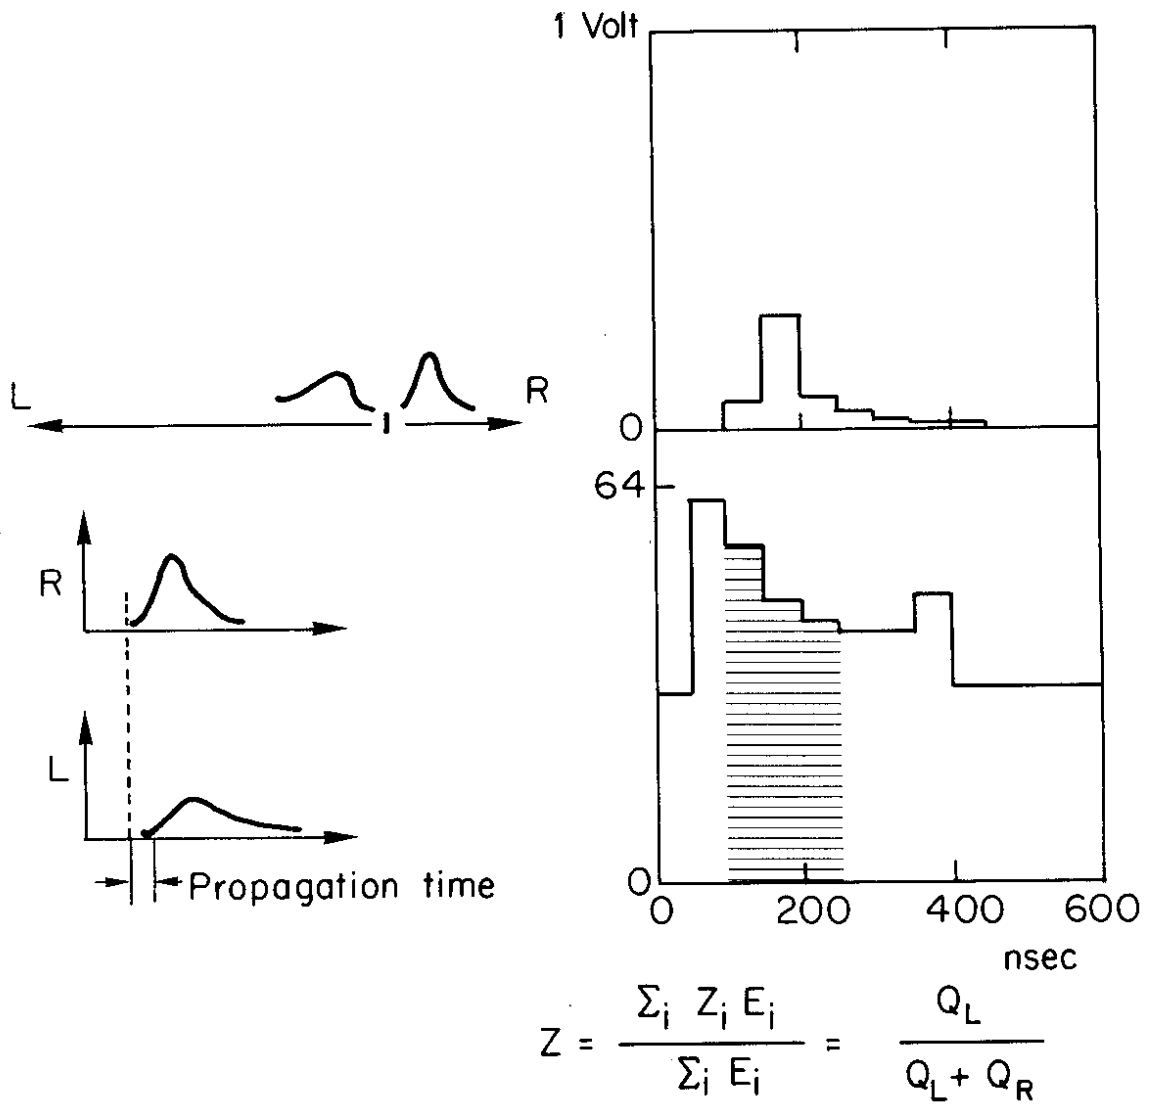 1 Volt
0
L
R
64
R
L
Propagation time
0
0 200 400 600
nsec
Z = Σi Zi Ei / Σi Ei = QL / QL + QR